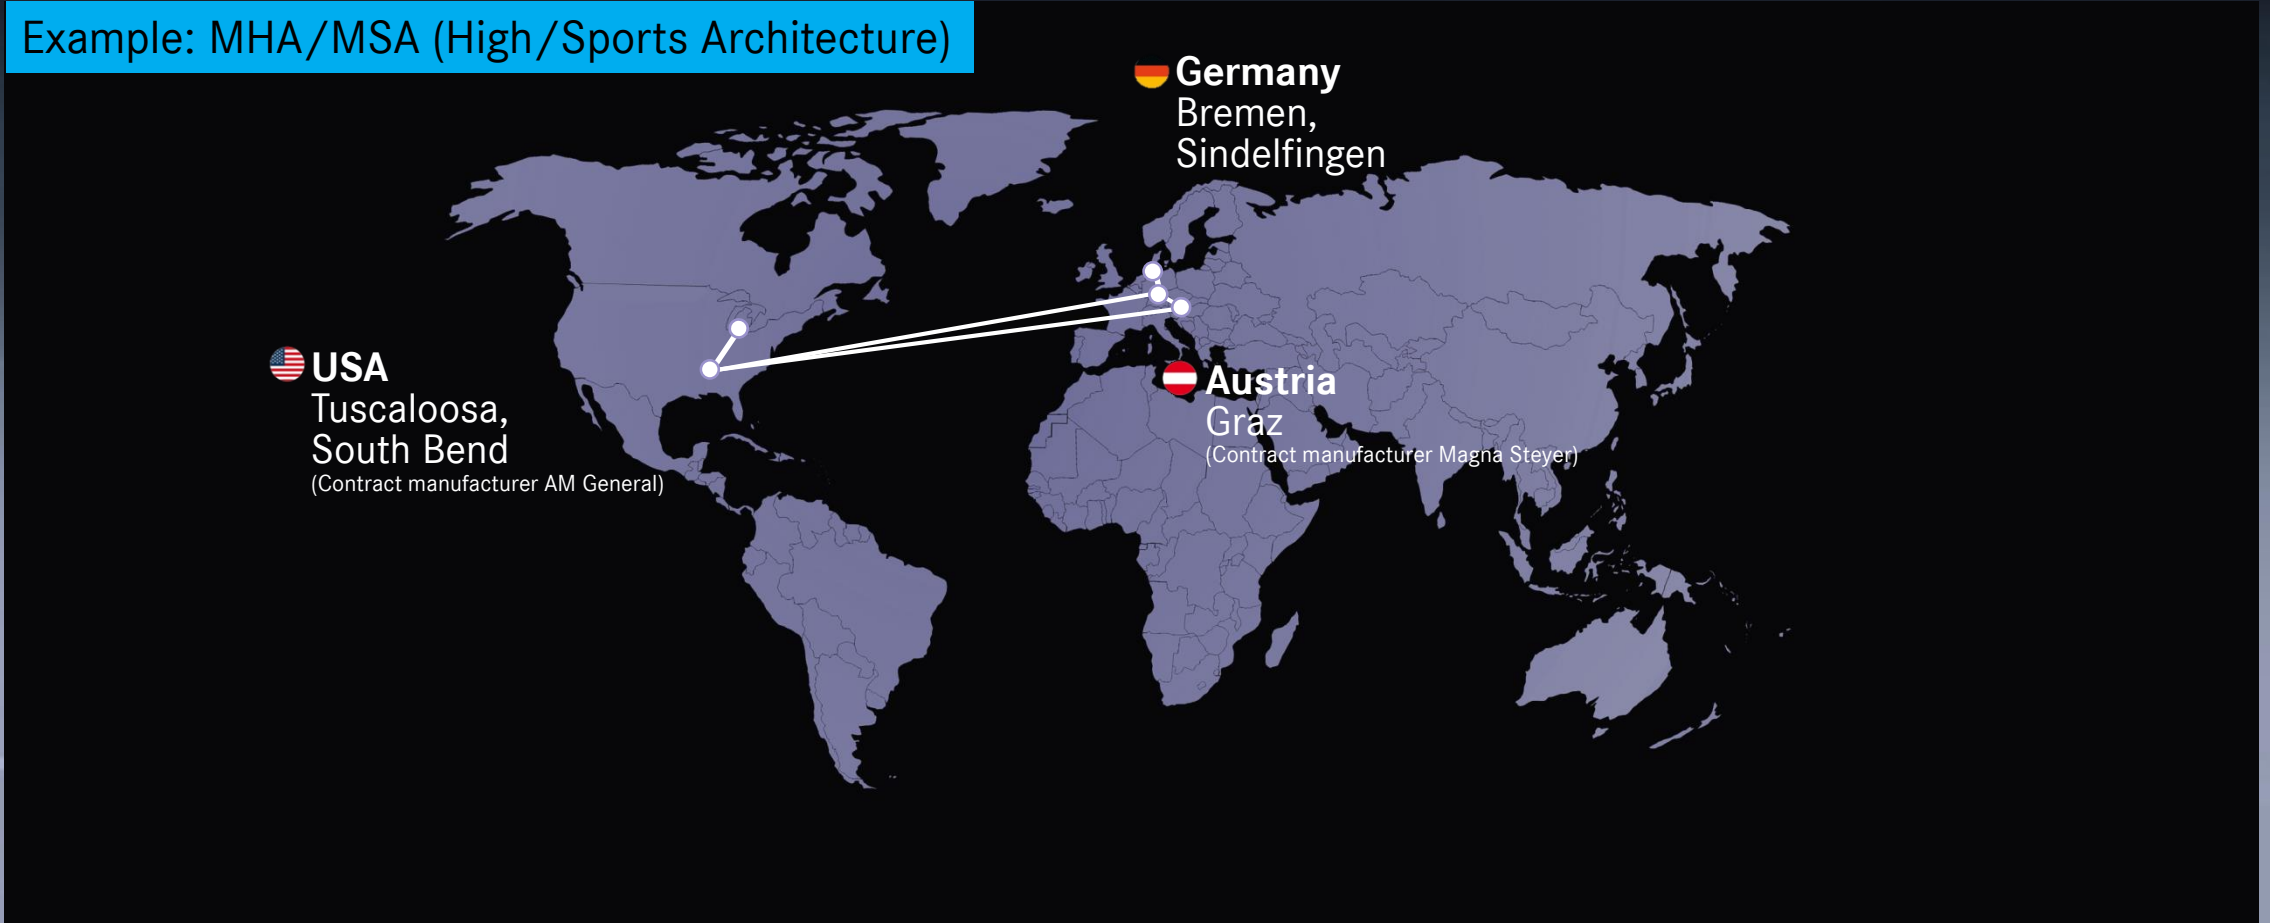 Example: MHA/MSA (High/Sports Architecture)
Germany
Bremen,
Sindelfingen
USA
Tuscaloosa,
South Bend
(Contract manufacturer AM General)
Austria
Graz
(Contract manufacturer Magna Steyer)